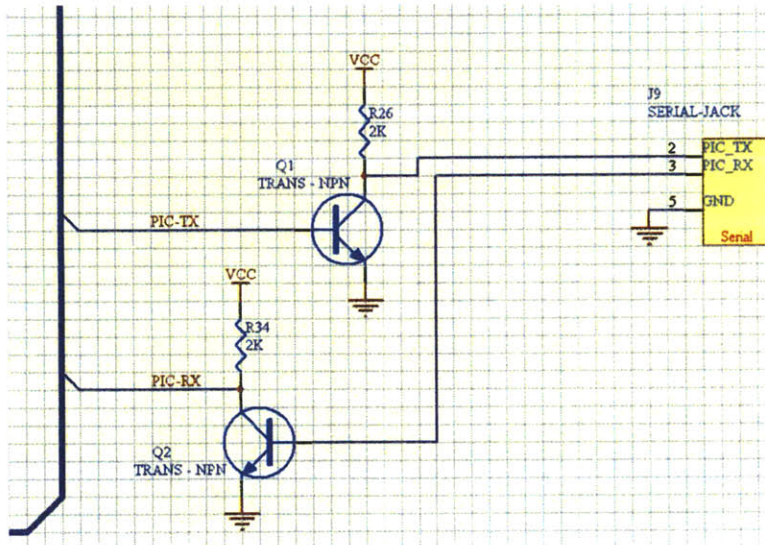 VCC
R26
2K
J9
SERIAL-JACK
Q1
TRANS - NPN
2
PIC_TX
3
PIC_RX
5
GND
Serial
PIC-TX
VCC
R34
2K
PIC-RX
Q2
TRANS - NPN